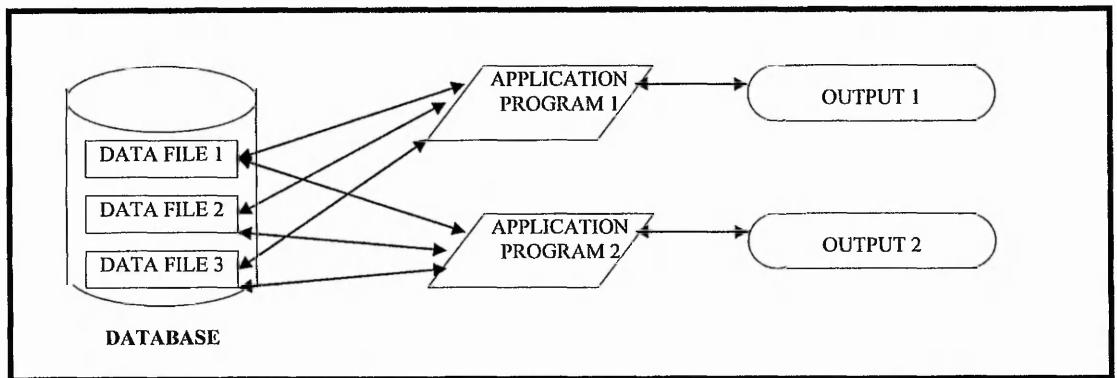 APPLICATION
PROGRAM 1
OUTPUT 1
DATA FILE 1
DATA FILE 2
DATA FILE 3
APPLICATION
PROGRAM 2
OUTPUT 2
DATABASE